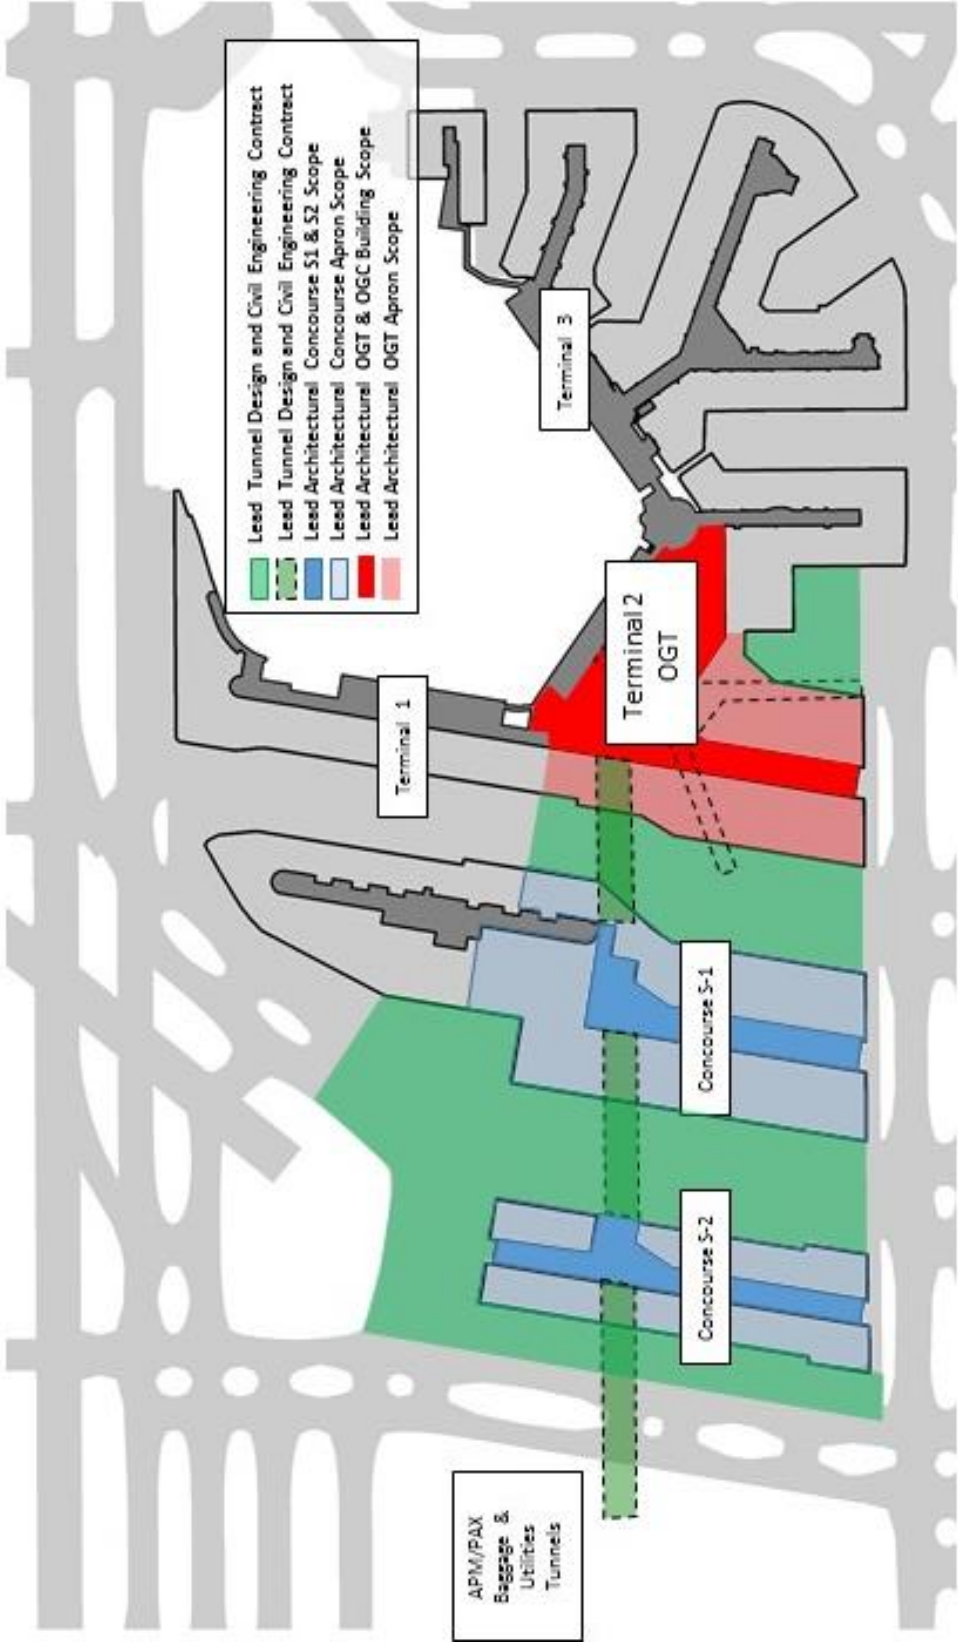 Lead Tunnel Design and Civil Engineering Contract
Lead Tunnel Design and Civil Engineering Contract
Lead Architectural Concourse S1 & S2 Scope
Lead Architectural Concourse Apron Scope
Lead Architectural OGT & OGC Building Scope
Lead Architectural OGT Apron Scope
Terminal 3
Terminal 1
Terminal 2
OGT
Concourse S-1
Concourse S-2
APM/PAX
Baggage &
Utilities
Tunnels